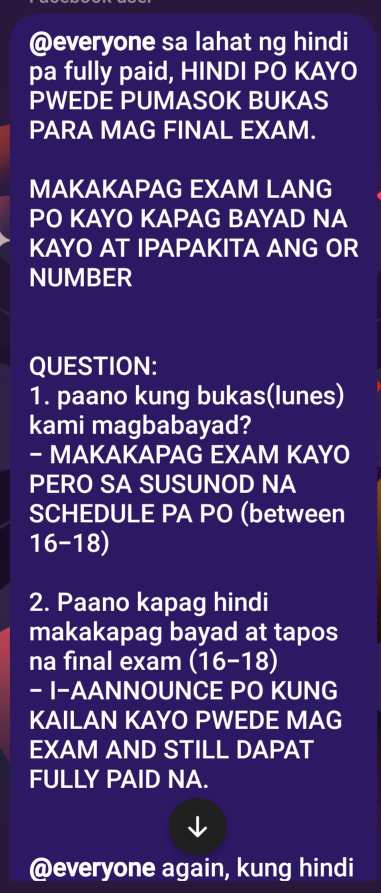 @everyone sa lahat ng hindi
pa fully paid, HINDI PO KAYO
PWEDE PUMASOK BUKAS
PARA MAG FINAL EXAM.
MAKAKAPAG EXAM LANG
PO KAYO KAPAG BAYAD NA
KAYO AT IPAPAKITA ANG OR
NUMBER
QUESTION:
1. paano kung bukas(lunes)
kami magbabayad?
– MAKAKAPAG EXAM KAYO
PERO SA SUSUNOD NA
SCHEDULE PA PO (between
16–18)
2. Paano kapag hindi
makakapag bayad at tapos
na final exam (16–18)
– I–AANNOUNCE PO KUNG
KAILAN KAYO PWEDE MAG
EXAM AND STILL DAPAT
FULLY PAID NA.
@everyone again, kung hindi